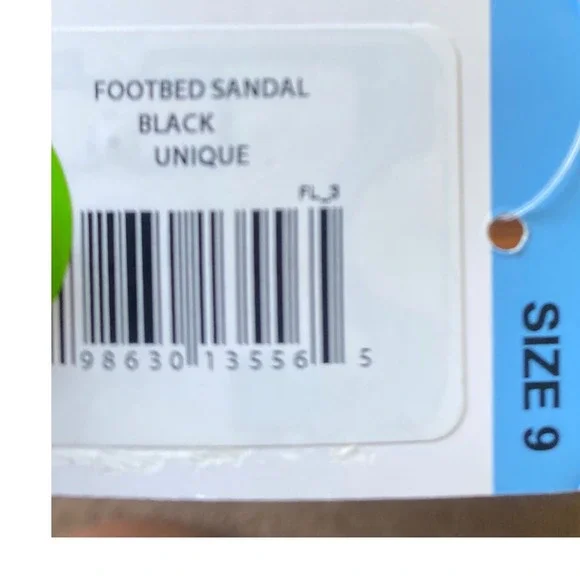 FOOTBED SANDAL
BLACK
UNIQUE
FL_3
98630 13556 5
SIZE 9